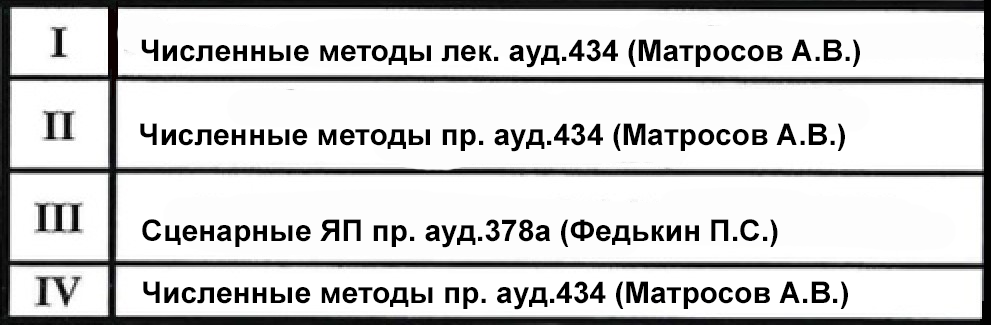 I Численные методы лек. ауд.434 (Матросов А.В.)
II Численные методы пр. ауд.434 (Матросов А.В.)
III Сценарные ЯП пр. ауд.378а (Федькин П.С.)
IV Численные методы пр. ауд.434 (Матросов А.В.)